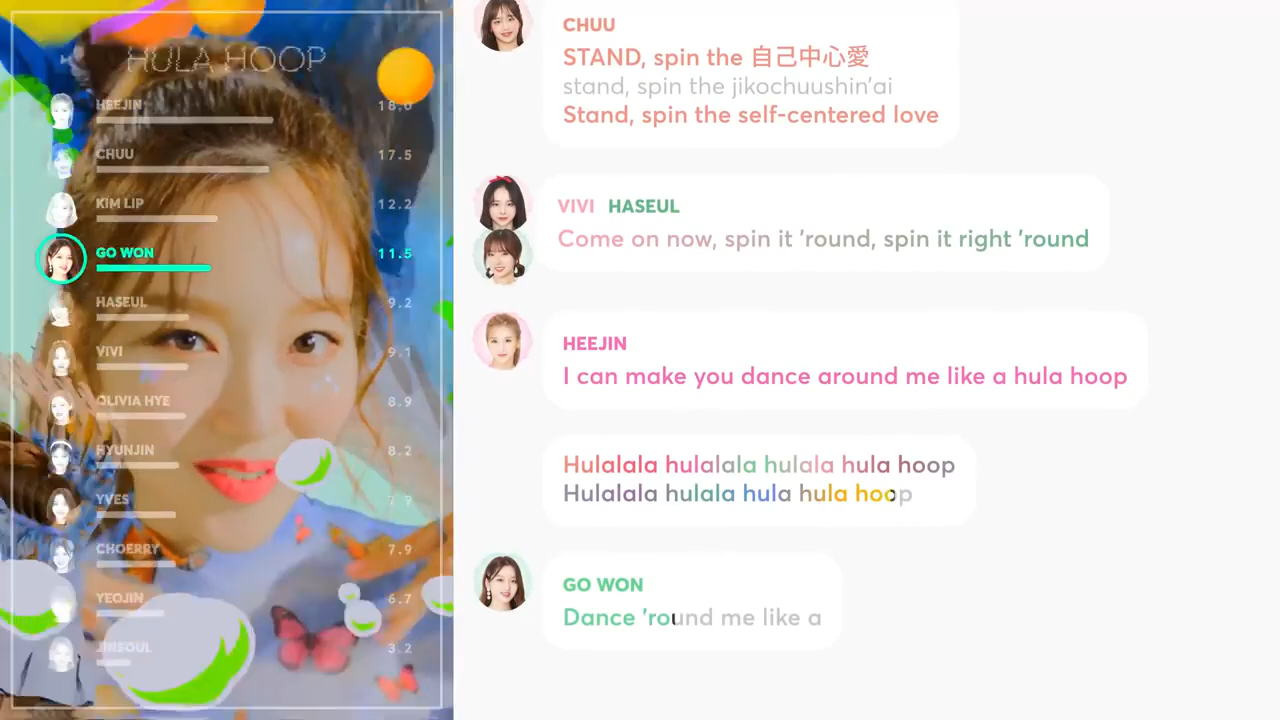 HULA HOOP
HEEJIN
18.0
CHUU
17.5
KIM LIP
12.2
GO WON
11.5
HASEUL
9.2
VIVI
9.1
OLIVIA HYE
8.9
HYUNJIN
8.2
YVES
7.9
CHOERRY
7.9
YEOJIN
6.7
JINSOUL
3.2
CHUU
STAND, spin the 自己中心愛
stand, spin the jikochuushin'ai
Stand, spin the self-centered love
VIVI HASEUL
Come on now, spin it 'round, spin it right 'round
HEEJIN
I can make you dance around me like a hula hoop
Hulalala hulalala hulala hula hoop
Hulalala hulala hula hula hoop
GO WON
Dance 'round me like a